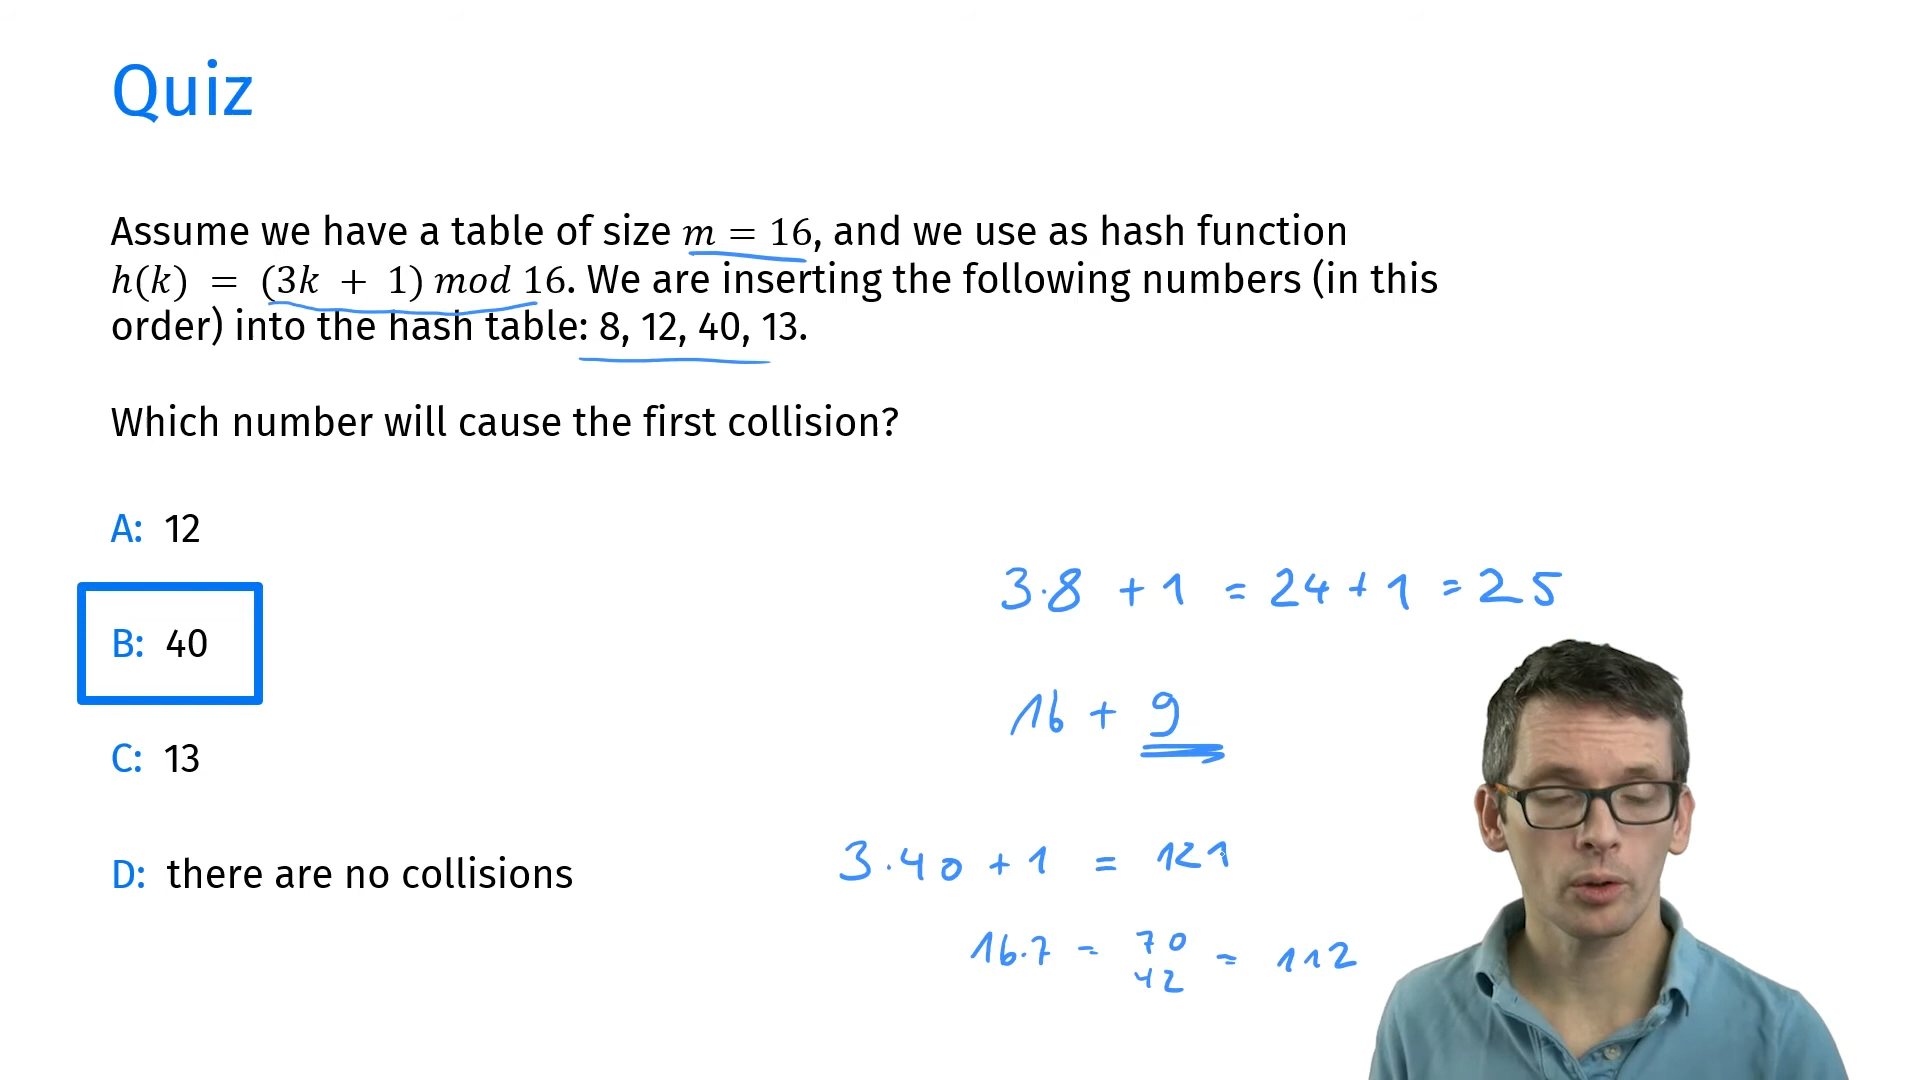 Quiz
Assume we have a table of size m = 16, and we use as hash function
h(k) = (3k + 1) mod 16. We are inserting the following numbers (in this
order) into the hash table: 8, 12, 40, 13.
Which number will cause the first collision?
A: 12
B: 40
C: 13
D: there are no collisions
3·8 + 1 = 24 + 1 = 25
16 + 9
3·40 + 1 = 121
16·7 = 70 = 112
42